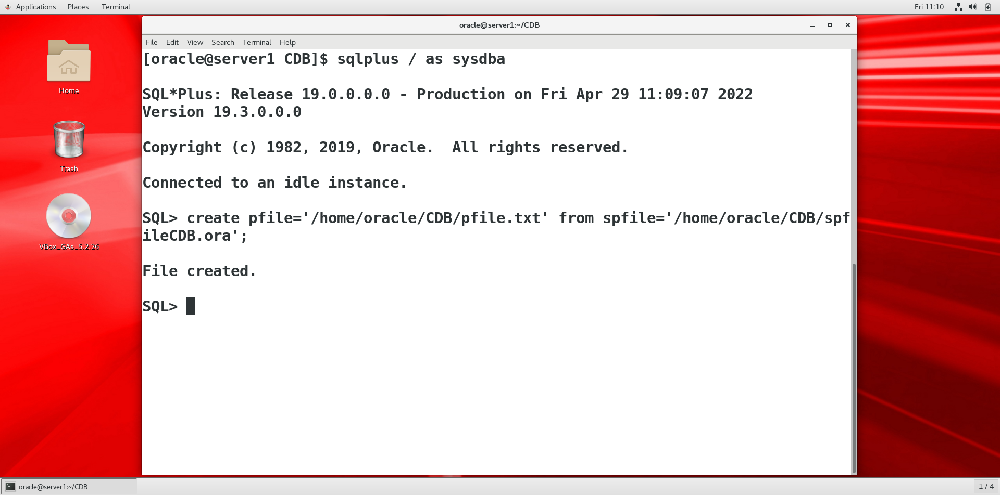 Applications Places Terminal Fri 11:10
oracle@server1:~/CDB
File Edit View Search Terminal Help
[oracle@server1 CDB]$ sqlplus / as sysdba
SQL*Plus: Release 19.0.0.0.0 - Production on Fri Apr 29 11:09:07 2022
Version 19.3.0.0.0
Copyright (c) 1982, 2019, Oracle.  All rights reserved.
Connected to an idle instance.
SQL> create pfile='/home/oracle/CDB/pfile.txt' from spfile='/home/oracle/CDB/spf
ileCDB.ora';
File created.
SQL>
Home
Trash
VBox_GAs_5.2.26
oracle@server1:~/CDB
1 / 4